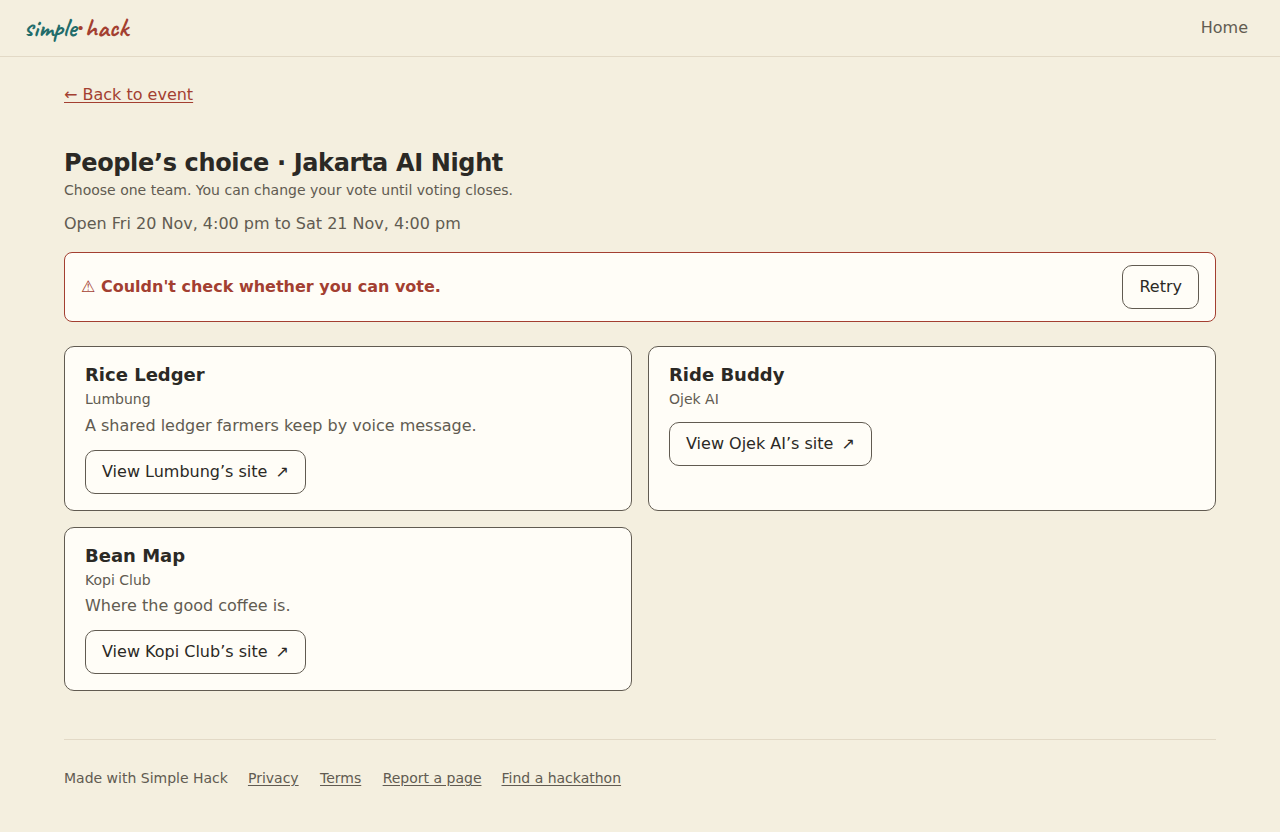 simple·hack
Home
← Back to event
People’s choice · Jakarta AI Night
Choose one team. You can change your vote until voting closes.
Open Fri 20 Nov, 4:00 pm to Sat 21 Nov, 4:00 pm
⚠ Couldn't check whether you can vote.
Retry
Rice Ledger
Lumbung
A shared ledger farmers keep by voice message.
View Lumbung’s site ↗
Ride Buddy
Ojek AI
View Ojek AI’s site ↗
Bean Map
Kopi Club
Where the good coffee is.
View Kopi Club’s site ↗
Made with Simple Hack Privacy Terms Report a page Find a hackathon